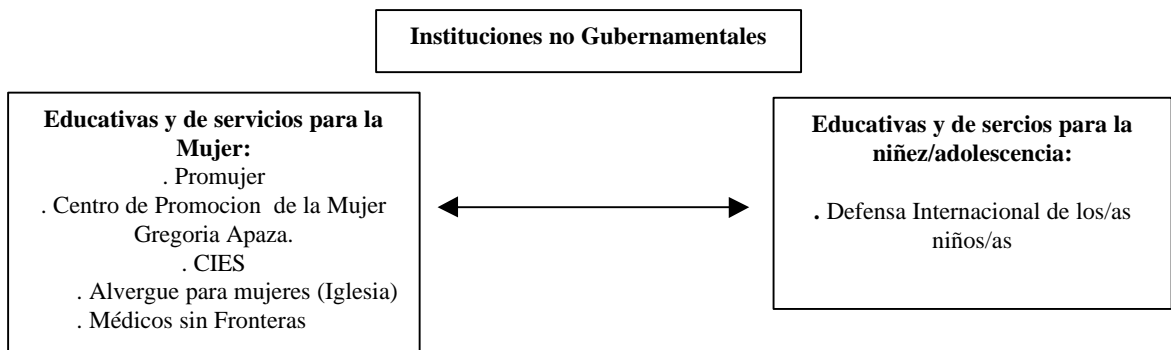 Instituciones no Gubernamentales
Educativas y de servicios para la
Mujer:
. Promujer
. Centro de Promocion de la Mujer
Gregoria Apaza.
. CIES
. Alvergue para mujeres (Iglesia)
. Médicos sin Fronteras
Educativas y de sercios para la
niñez/adolescencia:
. Defensa Internacional de los/as
niños/as